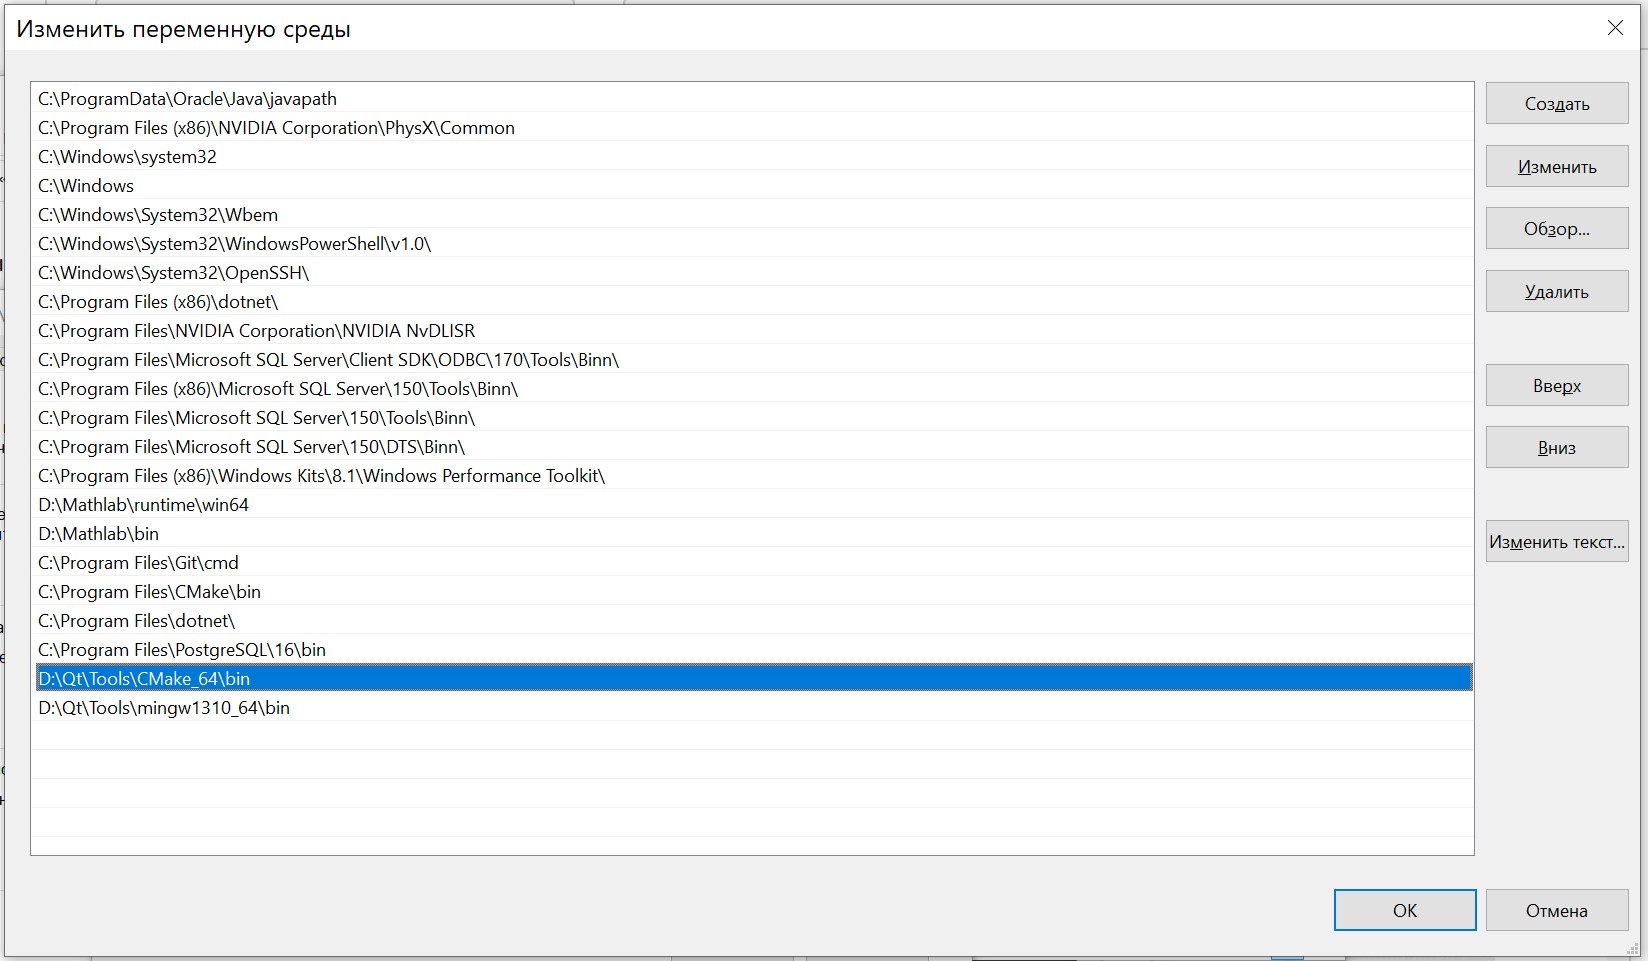 Изменить переменную среды
C:\ProgramData\Oracle\Java\javapath
C:\Program Files (x86)\NVIDIA Corporation\PhysX\Common
C:\Windows\system32
C:\Windows
C:\Windows\System32\Wbem
C:\Windows\System32\WindowsPowerShell\v1.0\
C:\Windows\System32\OpenSSH\
C:\Program Files (x86)\dotnet\
C:\Program Files\NVIDIA Corporation\NVIDIA NvDLISR
C:\Program Files\Microsoft SQL Server\Client SDK\ODBC\170\Tools\Binn\
C:\Program Files (x86)\Microsoft SQL Server\150\Tools\Binn\
C:\Program Files\Microsoft SQL Server\150\Tools\Binn\
C:\Program Files\Microsoft SQL Server\150\DTS\Binn\
C:\Program Files (x86)\Windows Kits\8.1\Windows Performance Toolkit\
D:\Mathlab\runtime\win64
D:\Mathlab\bin
C:\Program Files\Git\cmd
C:\Program Files\CMake\bin
C:\Program Files\dotnet\
C:\Program Files\PostgreSQL\16\bin
D:\Qt\Tools\CMake_64\bin
D:\Qt\Tools\mingw1310_64\bin
Создать
Изменить
Обзор...
Удалить
Вверх
Вниз
Изменить текст...
ОК
Отмена